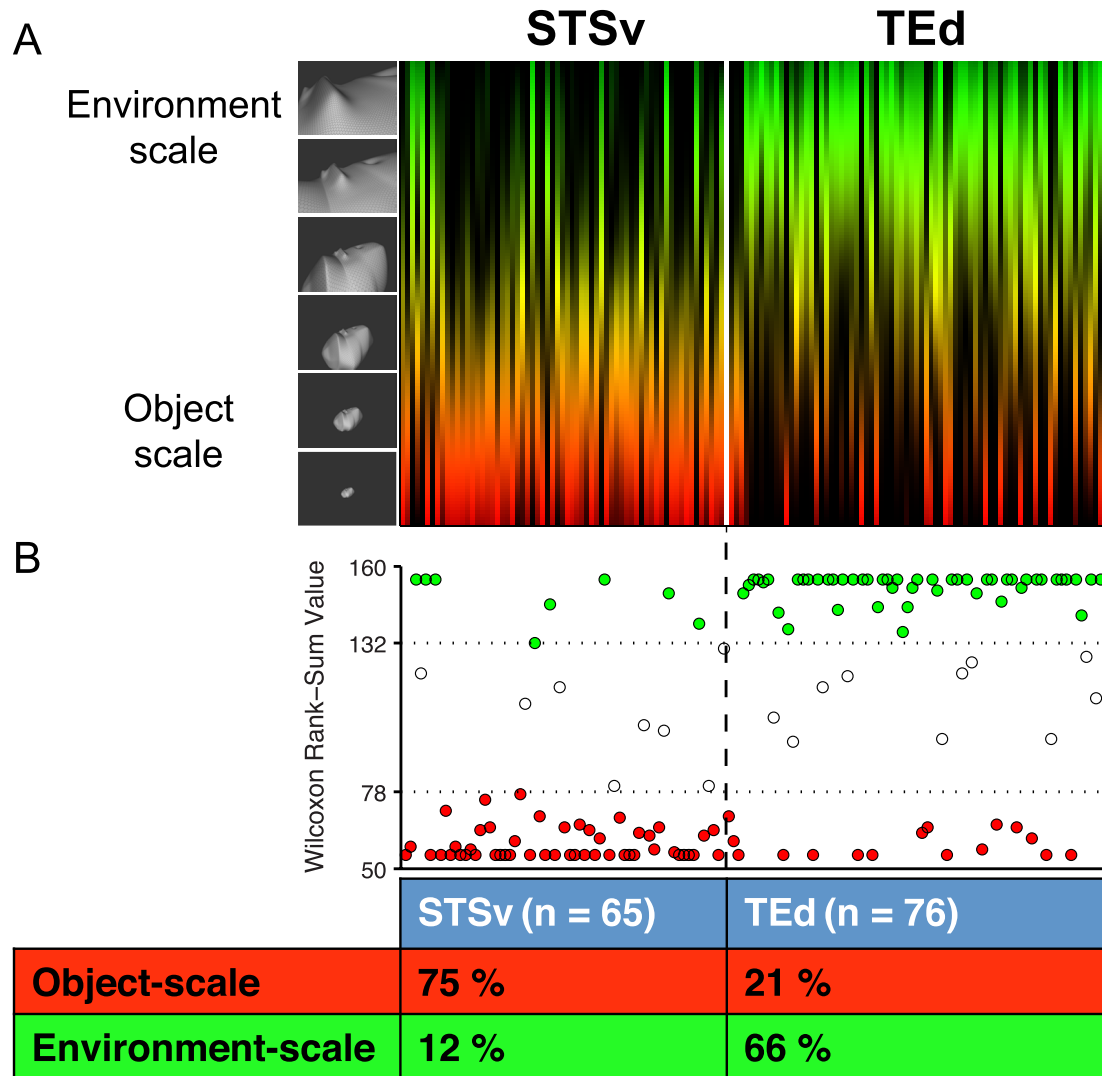 A
STSv
TEd
Environment
scale
Object
scale
B
Wilcoxon Rank–Sum Value
160
132
78
50
STSv (n = 65)
TEd (n = 76)
Object-scale
75 %
21 %
Environment-scale
12 %
66 %